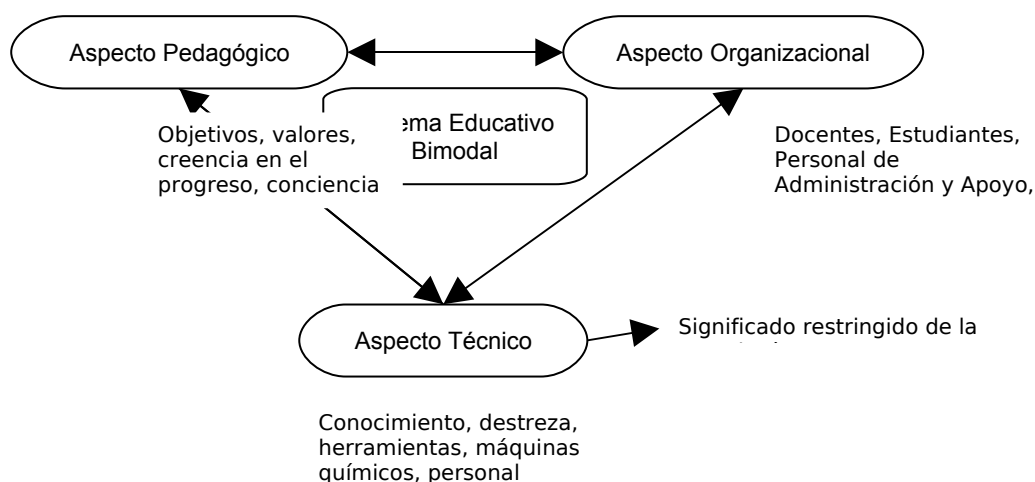 Aspecto Pedagógico
Aspecto Organizacional
Objetivos, valores,
creencia en el
progreso, conciencia
Educativo
Bimodal
Docentes, Estudiantes,
Personal de
Administración y Apoyo,
Aspecto Técnico
Significado restringido de la
Conocimiento, destreza,
herramientas, máquinas
químicos, personal